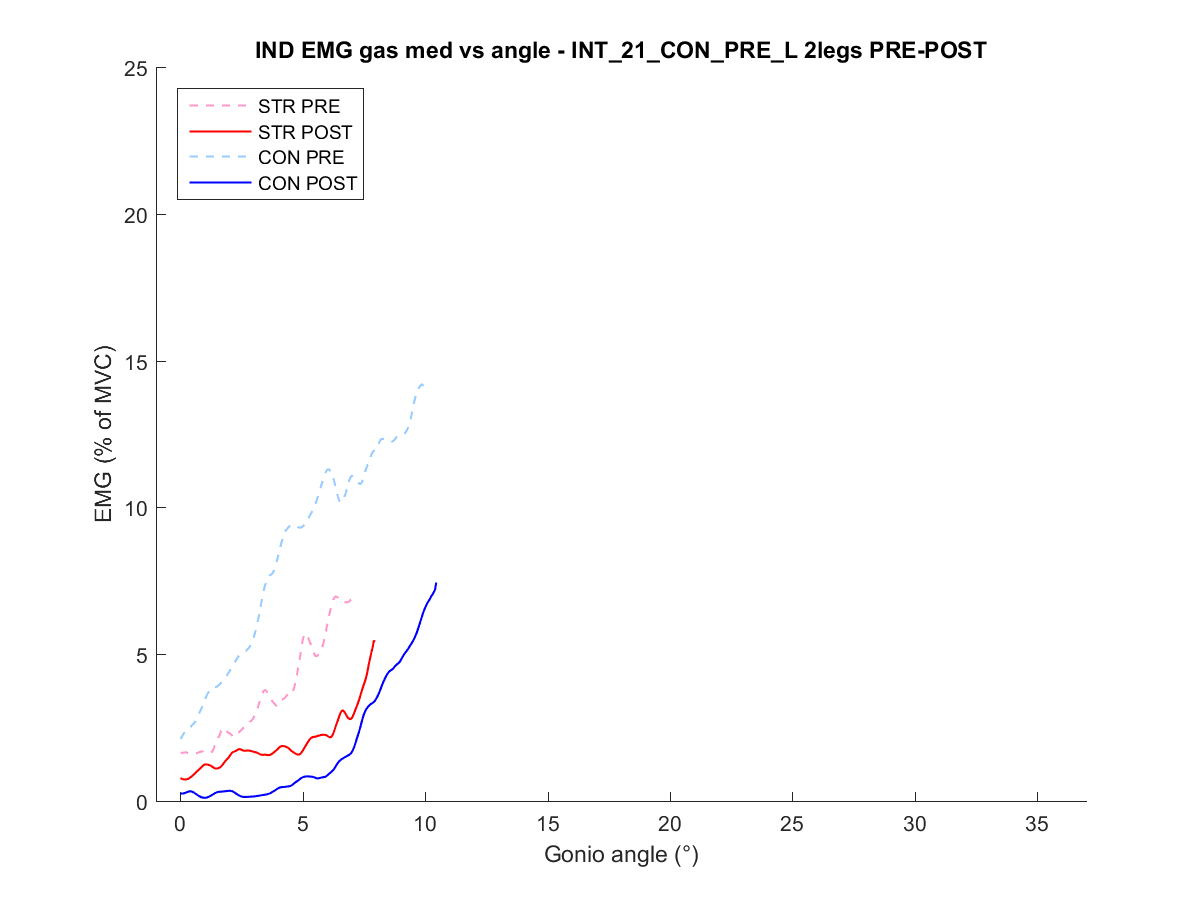 IND EMG gas med vs angle - INT_21_CON_PRE_L 2legs PRE-POST
25
STR PRE
STR POST
CON PRE
CON POST
20
15
EMG (% of MVC)
10
5
0
0 5 10 15 20 25 30 35
Gonio angle (°)